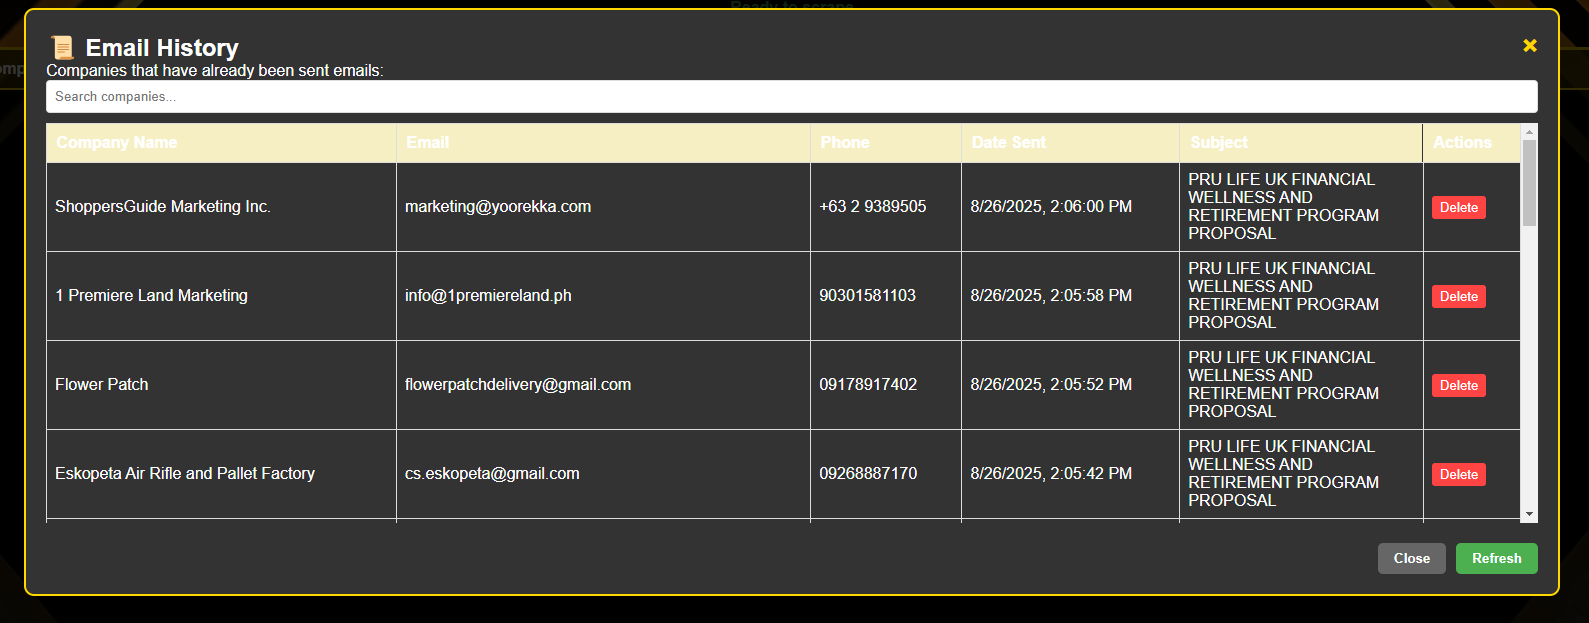 Ready to scrape
📜 Email History
Companies that have already been sent emails:
Search companies...
Company Name Email Phone Date Sent Subject Actions
ShoppersGuide Marketing Inc. marketing@yoorekka.com +63 2 9389505 8/26/2025, 2:06:00 PM PRU LIFE UK FINANCIAL
WELLNESS AND
RETIREMENT PROGRAM
PROPOSAL
Delete
1 Premiere Land Marketing info@1premiereland.ph 90301581103 8/26/2025, 2:05:58 PM PRU LIFE UK FINANCIAL
WELLNESS AND
RETIREMENT PROGRAM
PROPOSAL
Delete
Flower Patch flowerpatchdelivery@gmail.com 09178917402 8/26/2025, 2:05:52 PM PRU LIFE UK FINANCIAL
WELLNESS AND
RETIREMENT PROGRAM
PROPOSAL
Delete
Eskopeta Air Rifle and Pallet Factory cs.eskopeta@gmail.com 09268887170 8/26/2025, 2:05:42 PM PRU LIFE UK FINANCIAL
WELLNESS AND
RETIREMENT PROGRAM
PROPOSAL
Delete
Close Refresh